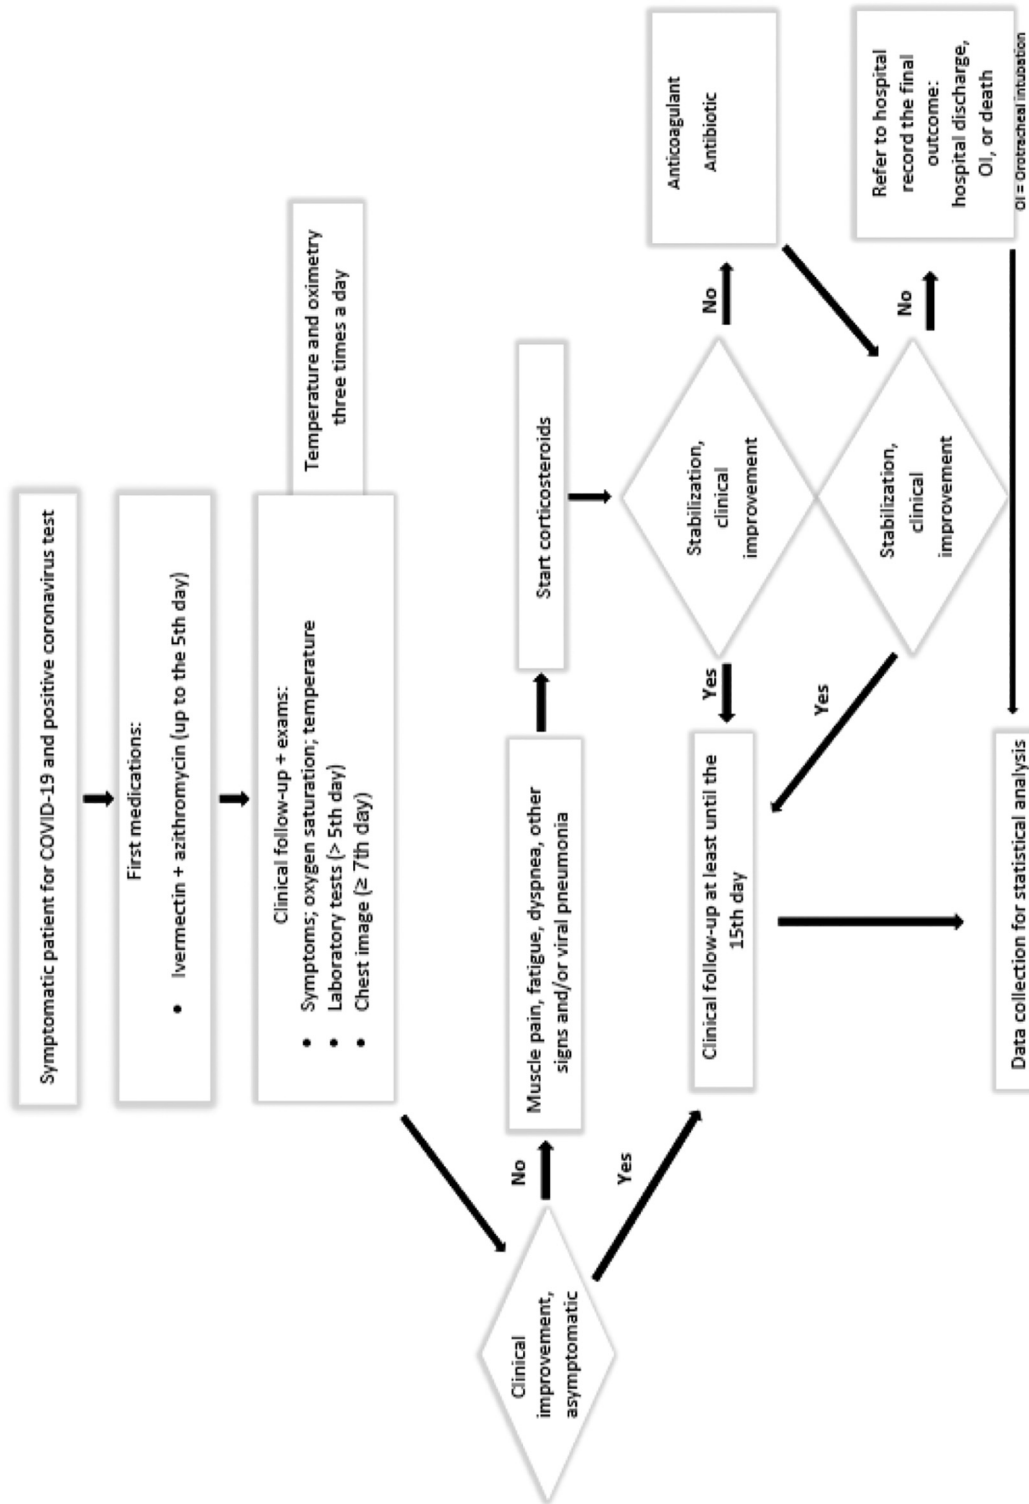 Symptomatic patient for COVID-19 and positive coronavirus test
First medications:
• Ivermectin + azithromycin (up to the 5th day)
Clinical follow-up + exams:
• Symptoms; oxygen saturation; temperature
• Laboratory tests (> 5th day)
• Chest image (≥ 7th day)
Temperature and oximetry
three times a day
Clinical
improvement,
asymptomatic
No
Yes
Muscle pain, fatigue, dyspnea, other
signs and/or viral pneumonia
Start corticosteroids
Stabilization,
clinical
improvement
Yes
No
Anticoagulant
Antibiotic
Clinical follow-up at least until the
15th day
Stabilization,
clinical
improvement
Yes
No
Refer to hospital
record the final
outcome:
hospital discharge,
OI, or death
Data collection for statistical analysis
OI = Orotracheal intubation